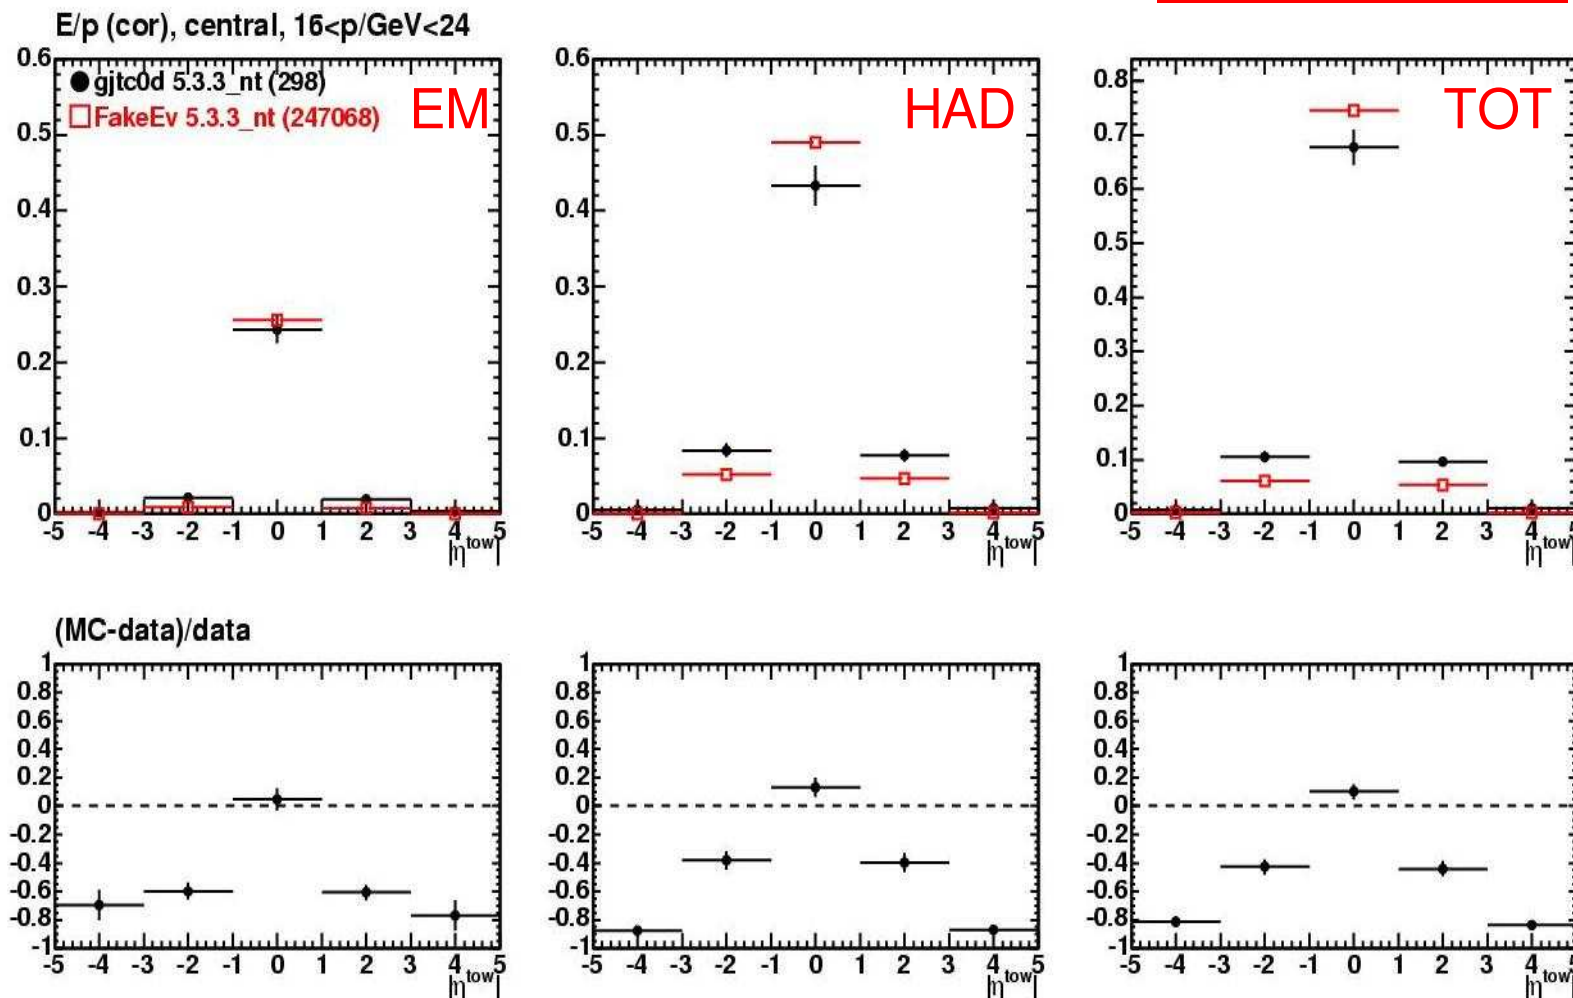 E/p (cor), central, 16<p/GeV<24
gjtc0d 5.3.3_nt (298)
FakeEv 5.3.3_nt (247068)
EM
0.6
0.5
0.4
0.3
0.2
0.1
0
-5 -4 -3 -2 -1 0 1 2 3 4 5
|η^tow|
HAD
0.6
0.5
0.4
0.3
0.2
0.1
0
-5 -4 -3 -2 -1 0 1 2 3 4 5
|η^tow|
TOT
0.8
0.7
0.6
0.5
0.4
0.3
0.2
0.1
0
-5 -4 -3 -2 -1 0 1 2 3 4 5
|η^tow|
(MC-data)/data
1
0.8
0.6
0.4
0.2
0
-0.2
-0.4
-0.6
-0.8
-1
-5 -4 -3 -2 -1 0 1 2 3 4 5
|η^tow|
1
0.8
0.6
0.4
0.2
0
-0.2
-0.4
-0.6
-0.8
-1
-5 -4 -3 -2 -1 0 1 2 3 4 5
|η^tow|
1
0.8
0.6
0.4
0.2
0
-0.2
-0.4
-0.6
-0.8
-1
-5 -4 -3 -2 -1 0 1 2 3 4 5
|η^tow|